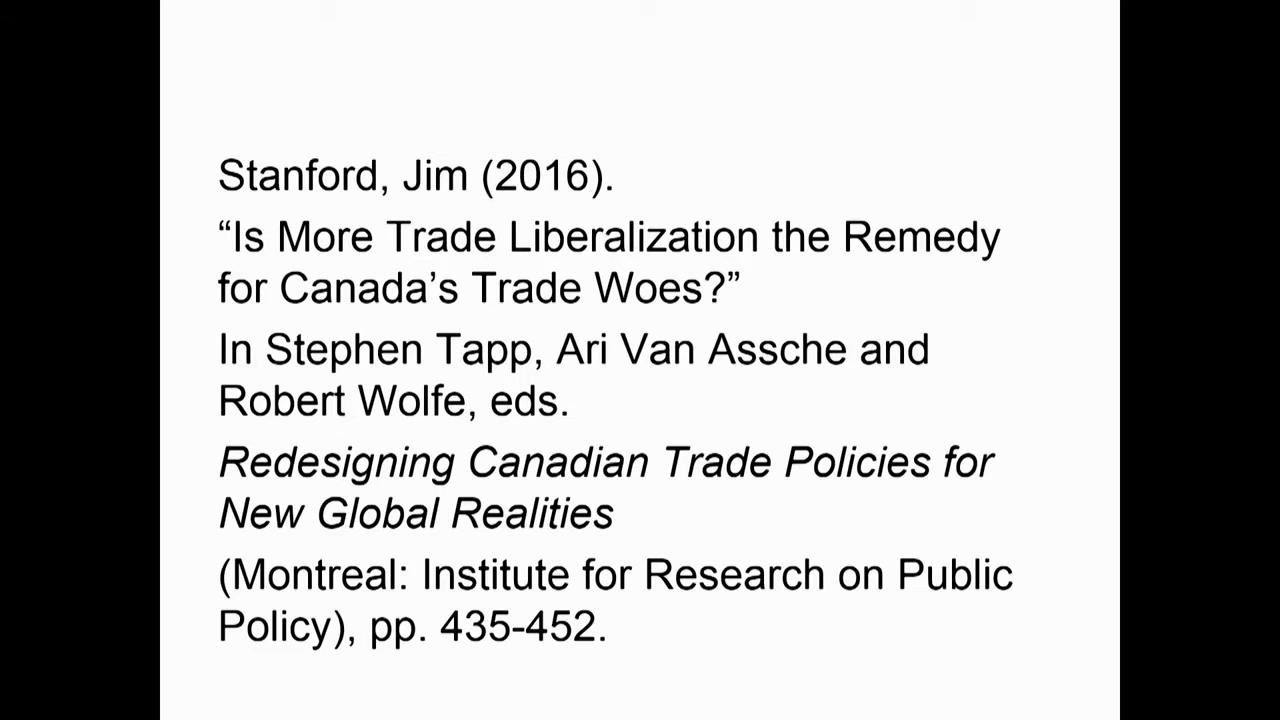 Stanford, Jim (2016).
“Is More Trade Liberalization the Remedy
for Canada’s Trade Woes?”
In Stephen Tapp, Ari Van Assche and
Robert Wolfe, eds.
Redesigning Canadian Trade Policies for
New Global Realities
(Montreal: Institute for Research on Public
Policy), pp. 435-452.